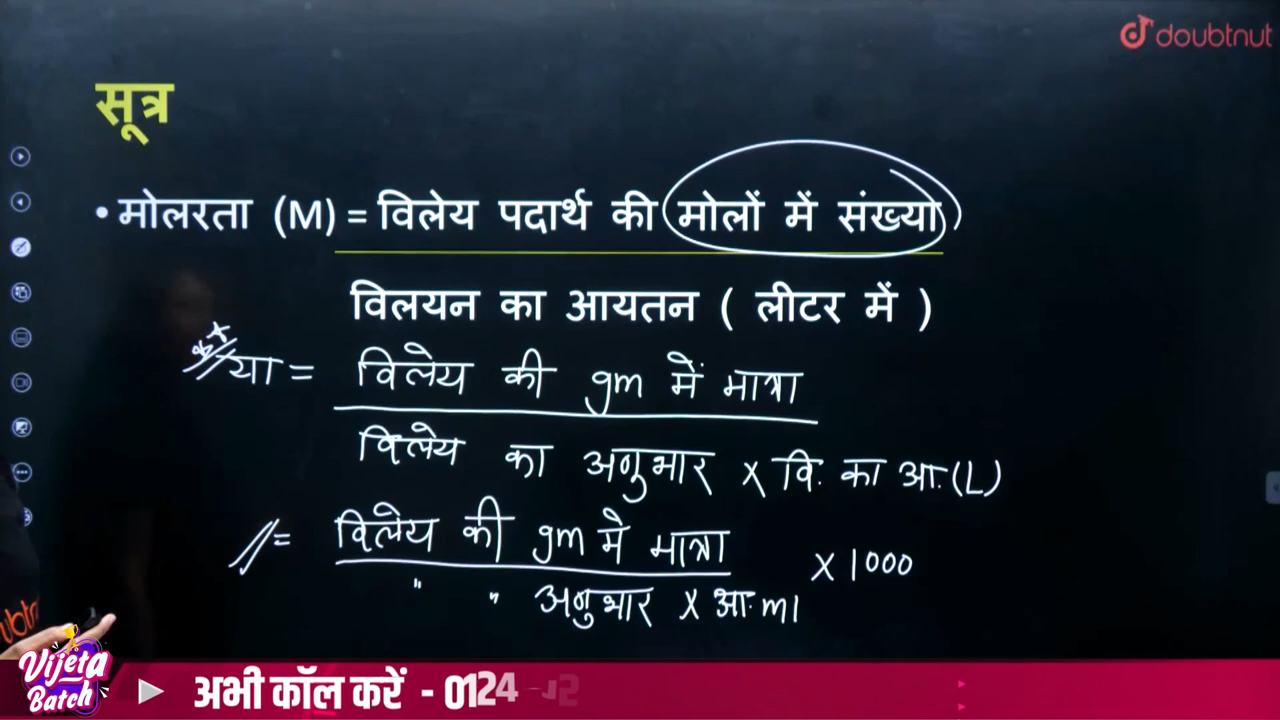 doubtnut
सूत्र
• मोलरता (M) = विलेय पदार्थ की मोलों में संख्या
विलयन का आयतन ( लीटर में )
या = विलेय की gm में मात्रा
विलेय का अणुभार x वि. का आ. (L)
= विलेय की gm मे मात्रा x 1000
" " अणुभार x आ. ml
Vijeta Batch
अभी कॉल करें - 0124